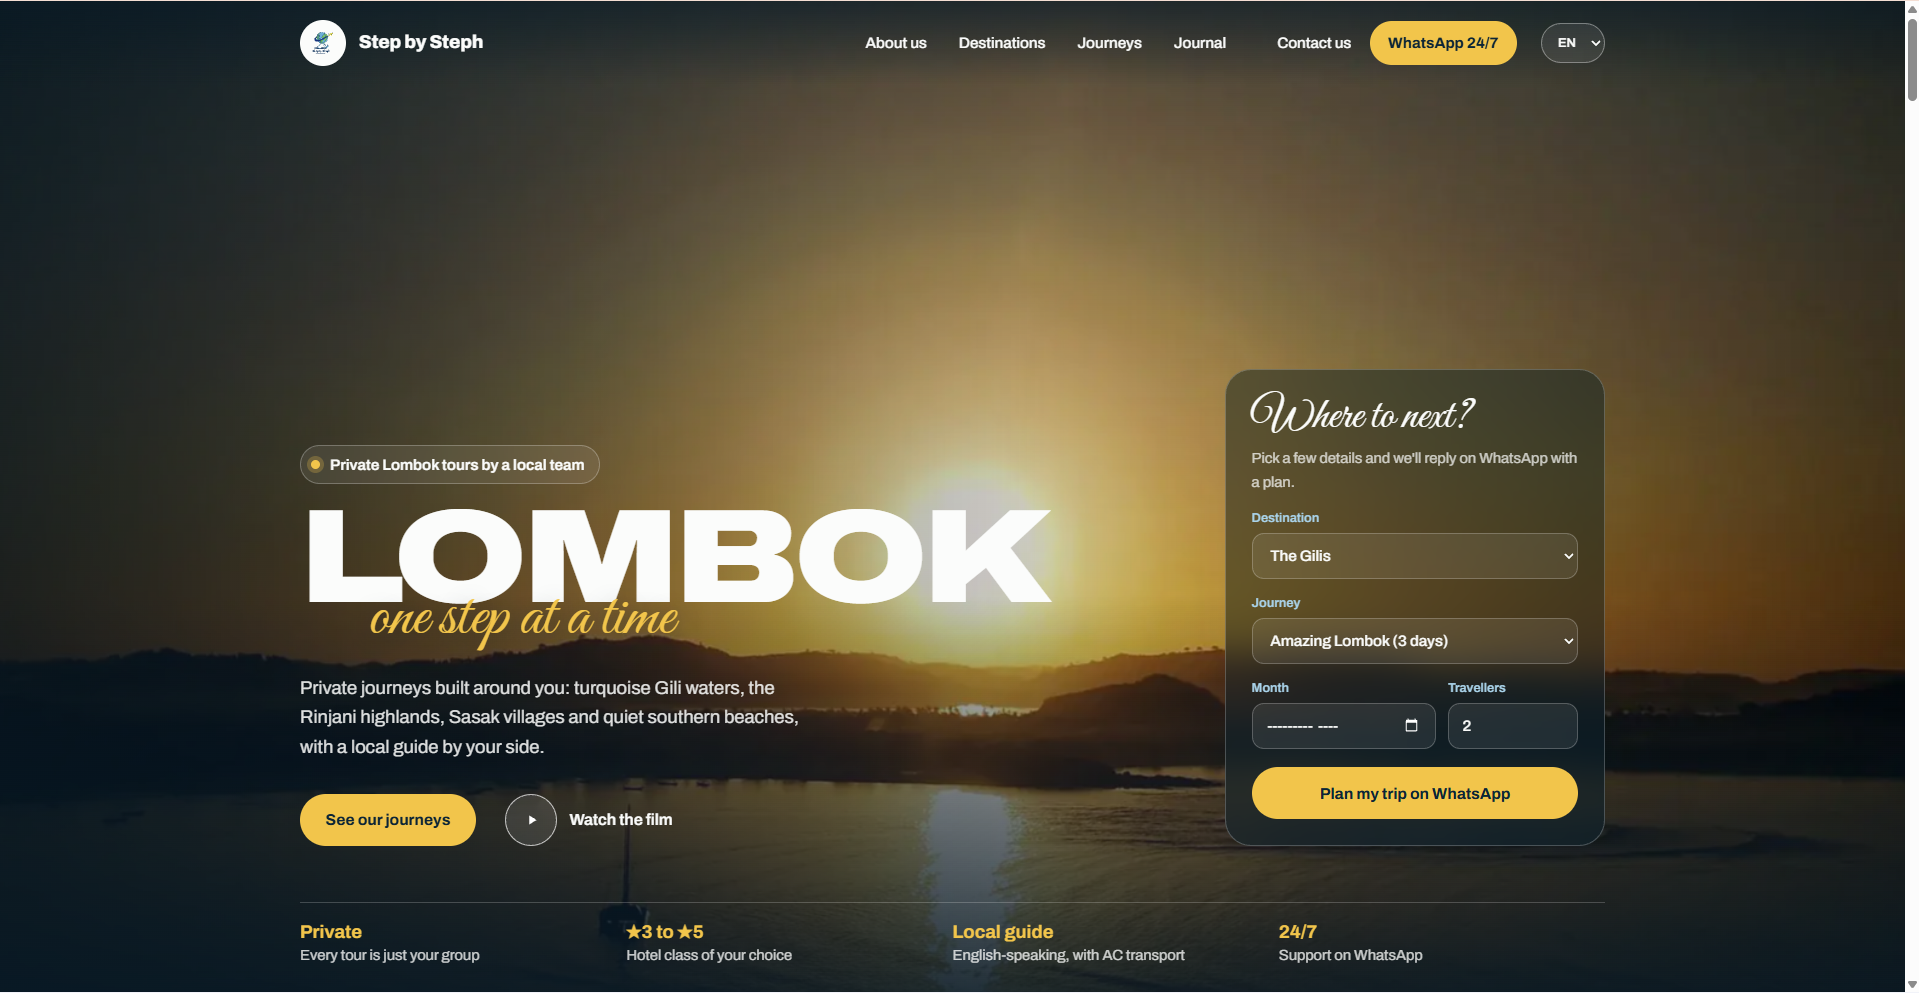 Step by Steph
About us
Destinations
Journeys
Journal
Contact us
WhatsApp 24/7
EN
Private Lombok tours by a local team
LOMBOK
one step at a time
Private journeys built around you: turquoise Gili waters, the
Rinjani highlands, Sasak villages and quiet southern beaches,
with a local guide by your side.
See our journeys
Watch the film
Where to next?
Pick a few details and we'll reply on WhatsApp with
a plan.
Destination
The Gilis
Journey
Amazing Lombok (3 days)
Month
Travellers
--------- ----
2
Plan my trip on WhatsApp
Private
Every tour is just your group
★3 to ★5
Hotel class of your choice
Local guide
English-speaking, with AC transport
24/7
Support on WhatsApp